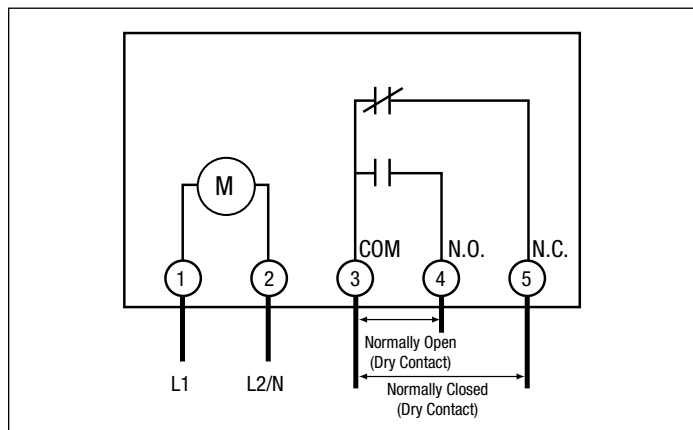 M
COM
N.O.
N.C.
1
2
3
4
5
Normally Open
(Dry Contact)
L1
L2/N
Normally Closed
(Dry Contact)